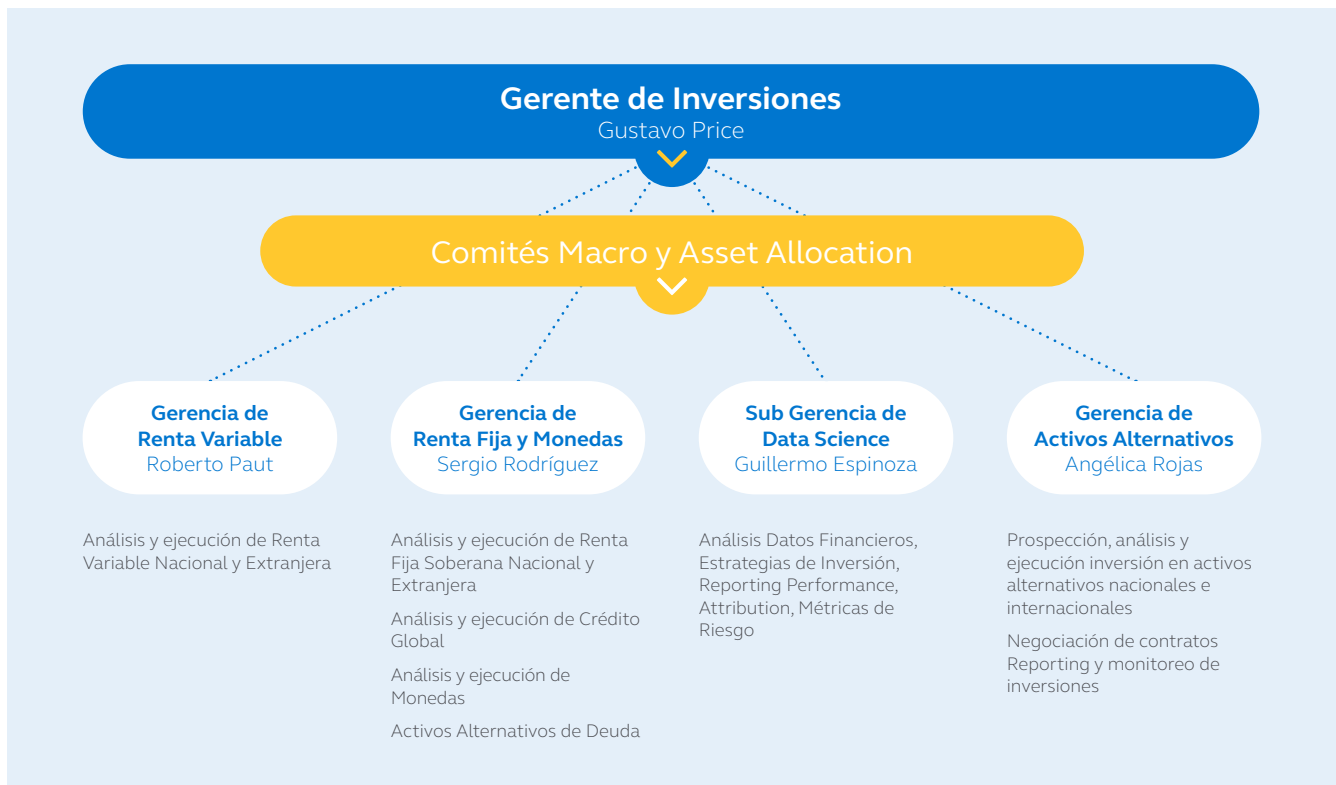 Gerente de Inversiones
Gustavo Price
Comités Macro y Asset Allocation
Gerencia de
Renta Variable
Roberto Paut
Análisis y ejecución de Renta
Variable Nacional y Extranjera
Gerencia de
Renta Fija y Monedas
Sergio Rodríguez
Análisis y ejecución de Renta
Fija Soberana Nacional y
Extranjera
Análisis y ejecución de Crédito
Global
Análisis y ejecución de
Monedas
Activos Alternativos de Deuda
Sub Gerencia de
Data Science
Guillermo Espinoza
Análisis Datos Financieros,
Estrategias de Inversión,
Reporting Performance,
Attribution, Métricas de
Riesgo
Gerencia de
Activos Alternativos
Angélica Rojas
Prospección, análisis y
ejecución inversión en activos
alternativos nacionales e
internacionales
Negociación de contratos
Reporting y monitoreo de
inversiones